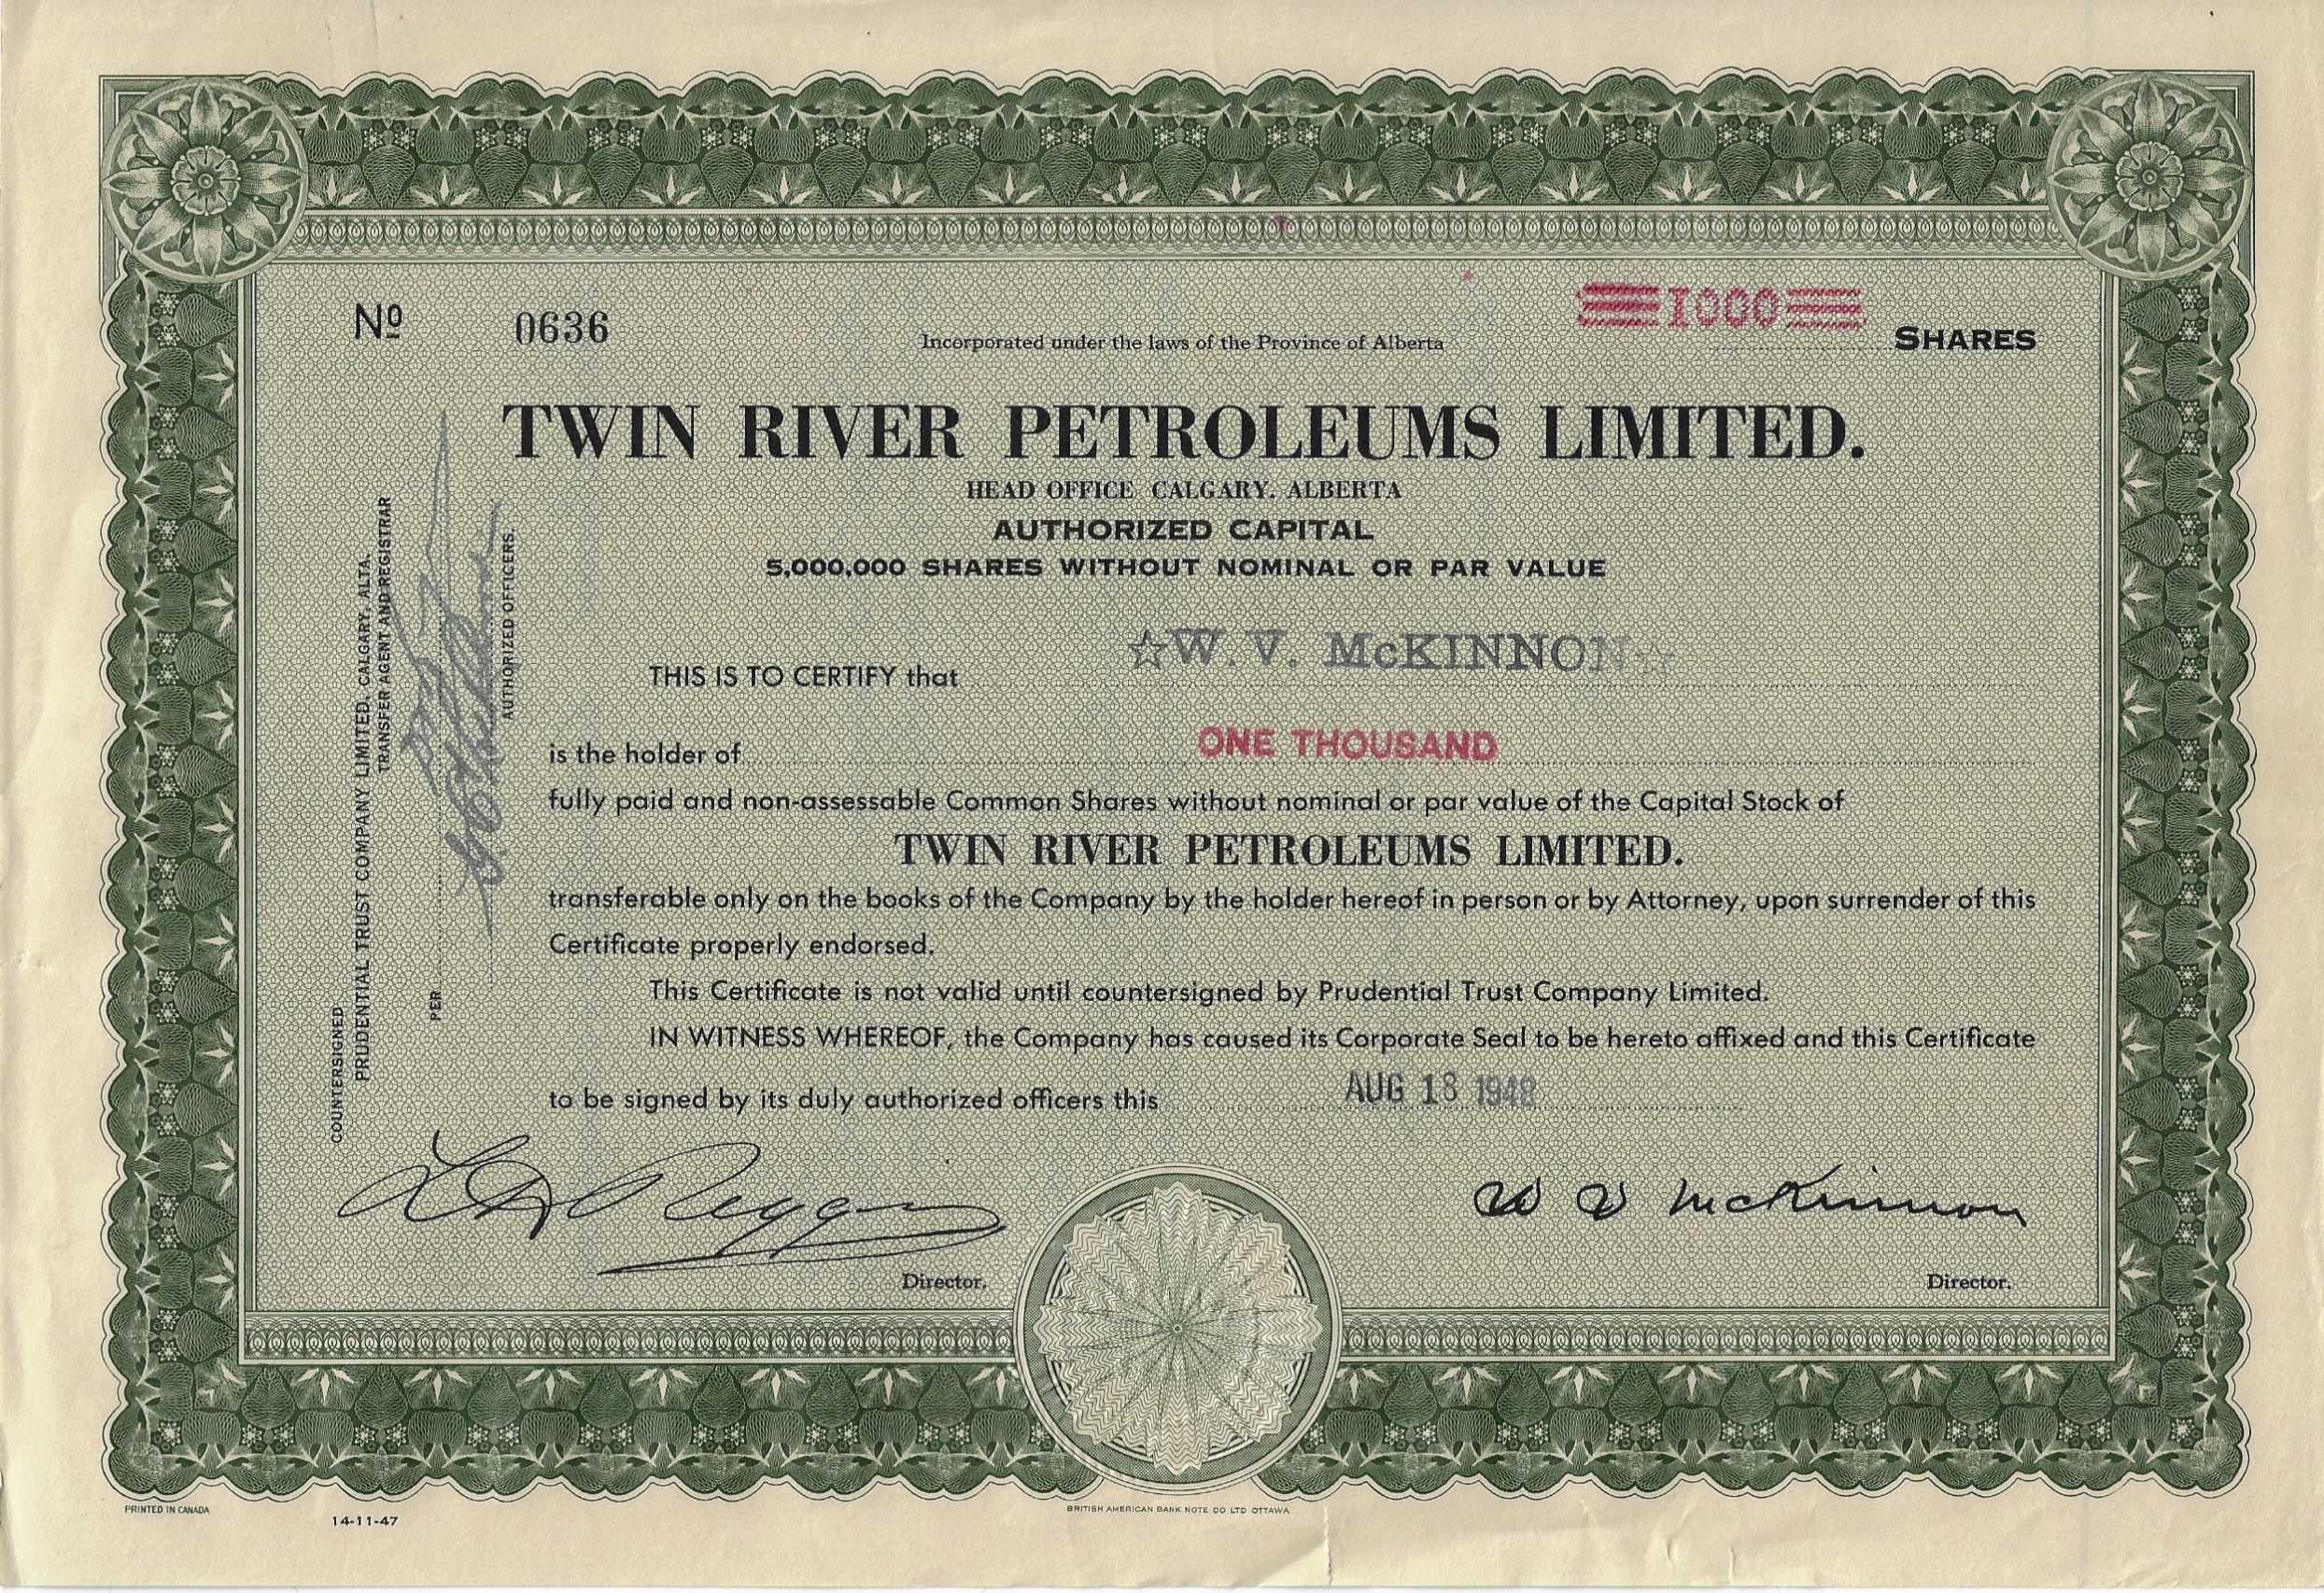 Nº 0636
Incorporated under the laws of the Province of Alberta
1000 SHARES
TWIN RIVER PETROLEUMS LIMITED.
HEAD OFFICE CALGARY, ALBERTA
AUTHORIZED CAPITAL
5,000,000 SHARES WITHOUT NOMINAL OR PAR VALUE
THIS IS TO CERTIFY that ☆W. V. McKINNON☆
is the holder of ONE THOUSAND
fully paid and non-assessable Common Shares without nominal or par value of the Capital Stock of
TWIN RIVER PETROLEUMS LIMITED.
transferable only on the books of the Company by the holder hereof in person or by Attorney, upon surrender of this
Certificate properly endorsed.
This Certificate is not valid until countersigned by Prudential Trust Company Limited.
IN WITNESS WHEREOF, the Company has caused its Corporate Seal to be hereto affixed and this Certificate
to be signed by its duly authorized officers this AUG 18 1948
COUNTERSIGNED
PRUDENTIAL TRUST COMPANY LIMITED, CALGARY, ALTA.
TRANSFER AGENT AND REGISTRAR
PER
AUTHORIZED OFFICERS.
W V McKinnon
Director.
Director.
PRINTED IN CANADA
14-11-47
BRITISH AMERICAN BANK NOTE CO LTD OTTAWA